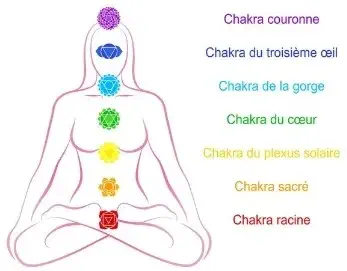 Chakra couronne
Chakra du troisième œil
Chakra de la gorge
Chakra du cœur
Chakra du plexus solaire
Chakra sacré
Chakra racine